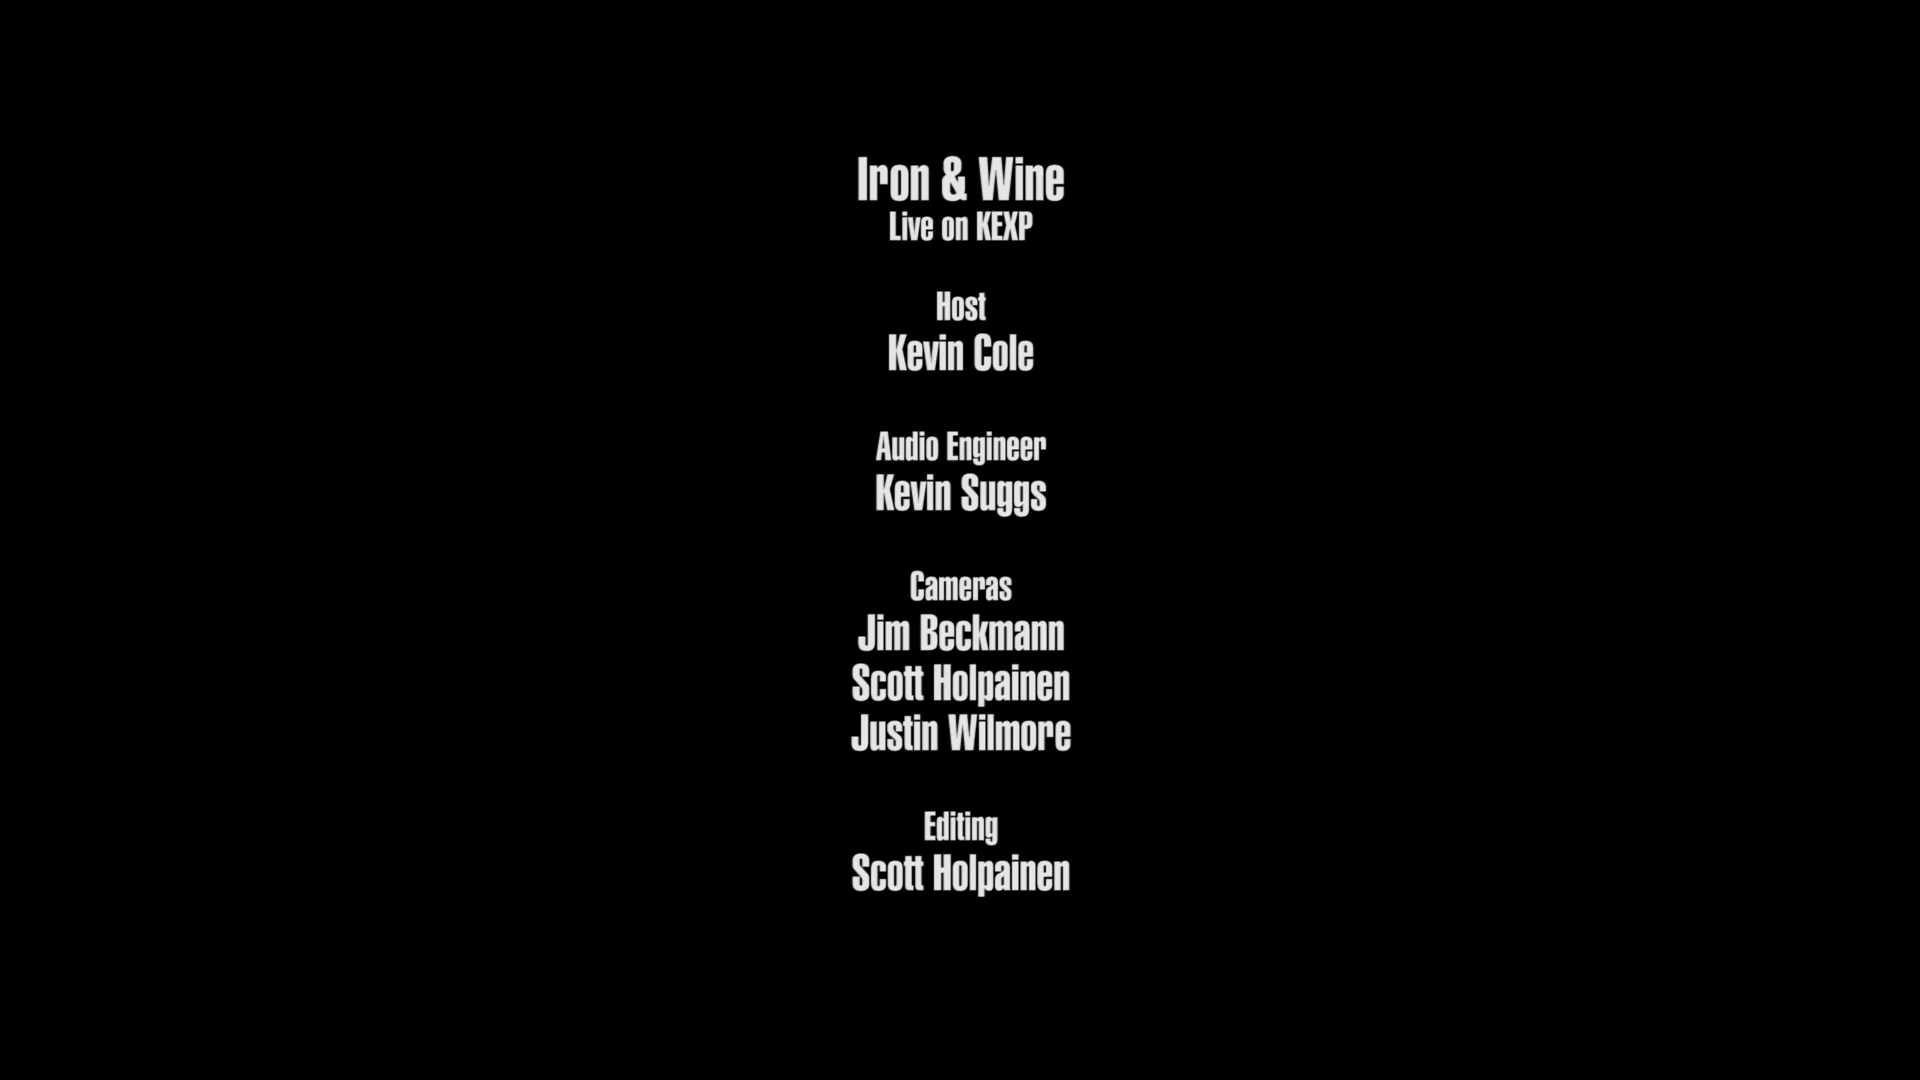 Iron & Wine
Live on KEXP
Host
Kevin Cole
Audio Engineer
Kevin Suggs
Cameras
Jim Beckmann
Scott Holpainen
Justin Wilmore
Editing
Scott Holpainen